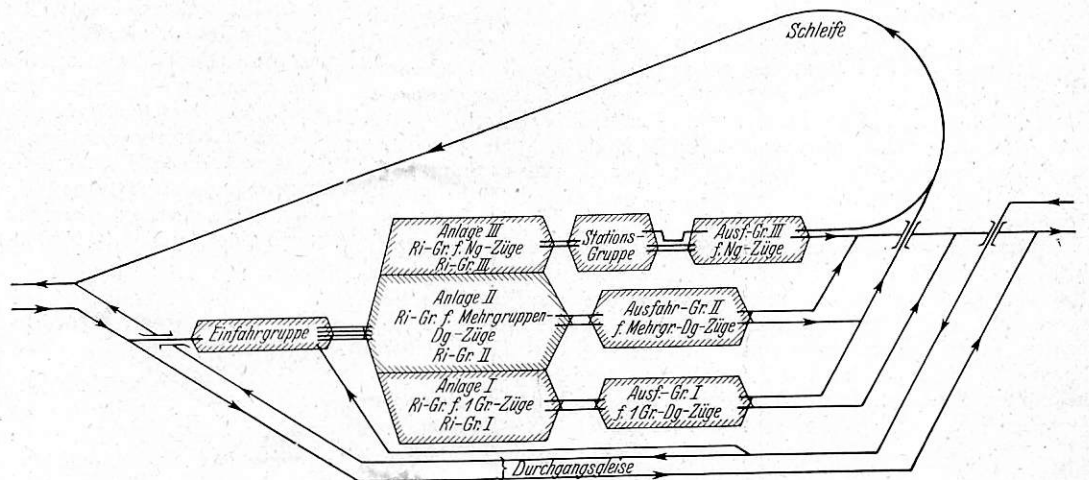 Schleife
Anlage III
Ri-Gr. f. Ng-Züge
Ri-Gr. III
Stations-
Gruppe
Ausf-Gr. III
f. Ng-Züge
Einfahrgruppe
Anlage II
Ri-Gr. f. Mehrgruppen-
Dg-Züge
Ri-Gr. II
Ausfahr-Gr. II
f. Mehrgr.-Dg-Züge
Anlage I
Ri-Gr. f. 1 Gr.-Züge
Ri-Gr. I
Ausf.-Gr. I
f. 1 Gr.-Dg-Züge
Durchgangsgleise